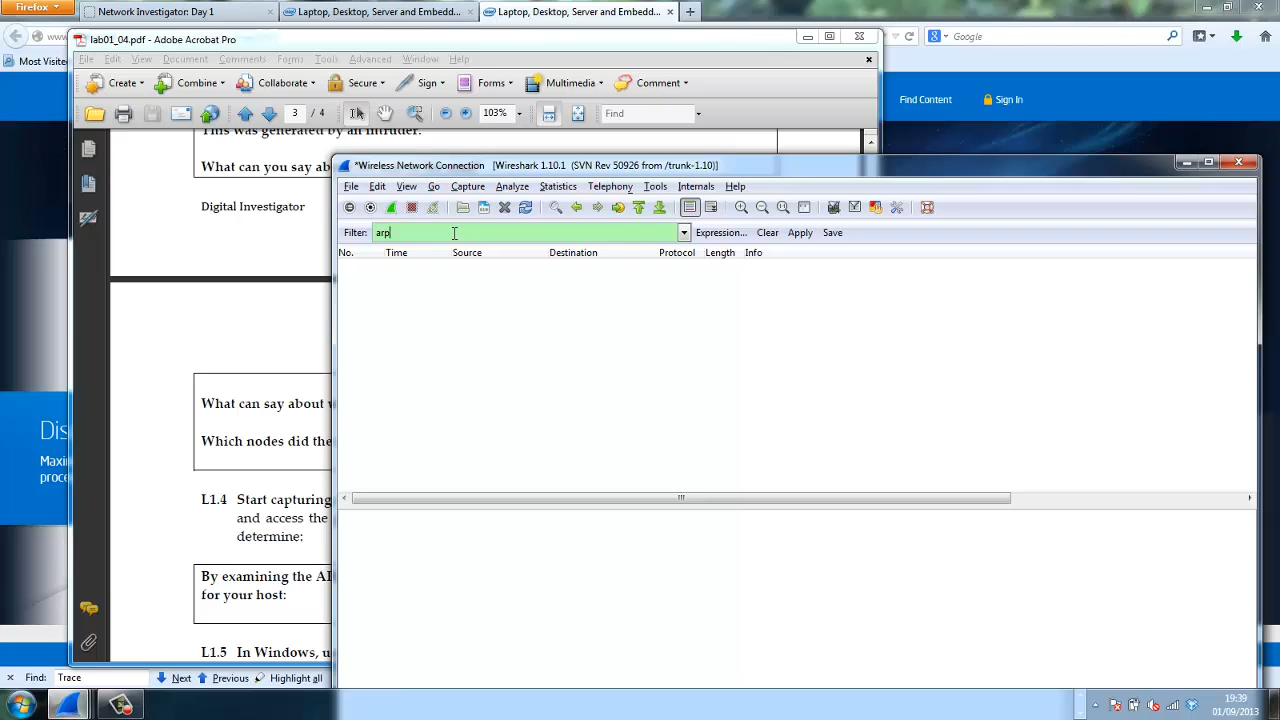 Firefox
Network Investigator: Day 1
Laptop, Desktop, Server and Embedd...
Laptop, Desktop, Server and Embedd...
www
Google
Most Visite
Find Content
Sign In
lab01_04.pdf - Adobe Acrobat Pro
File Edit View Document Comments Forms Tools Advanced Window Help
Create Combine Collaborate Secure Sign Forms Multimedia Comment
3 / 4
103%
Find
This was generated by an intruder.
What can you say ab
Digital Investigator
What can say about w
Which nodes did the
L1.4 Start capturing
and access the
determine:
By examining the A
for your host:
L1.5 In Windows, u
Dis
Maxi
proce
*Wireless Network Connection [Wireshark 1.10.1 (SVN Rev 50926 from /trunk-1.10)]
File Edit View Go Capture Analyze Statistics Telephony Tools Internals Help
Filter: arp Expression... Clear Apply Save
No. Time Source Destination Protocol Length Info
Find: Trace Next Previous Highlight all
19:39
01/09/2013